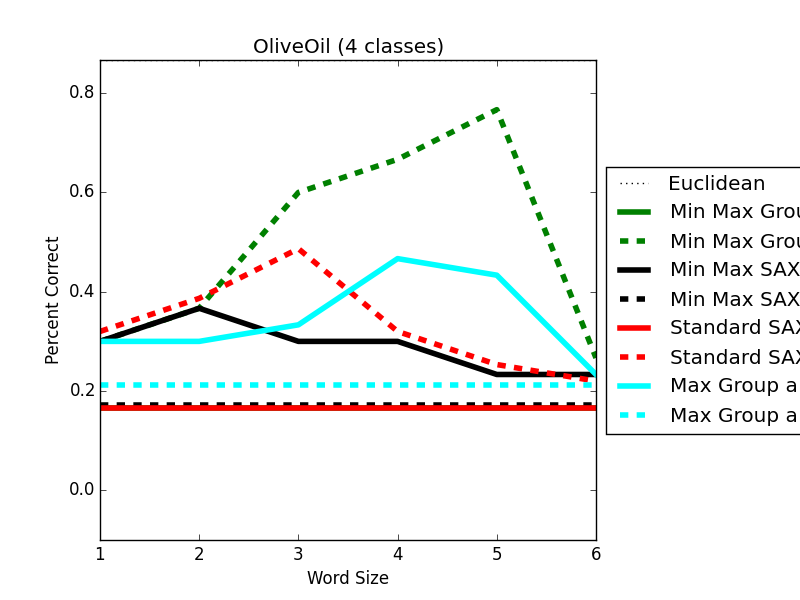 OliveOil (4 classes)
Percent Correct
0.8
0.6
0.4
0.2
0.0
1 2 3 4 5 6
Word Size
Euclidean
Min Max Grou
Min Max Grou
Min Max SAX
Min Max SAX
Standard SAX
Standard SAX
Max Group a
Max Group a